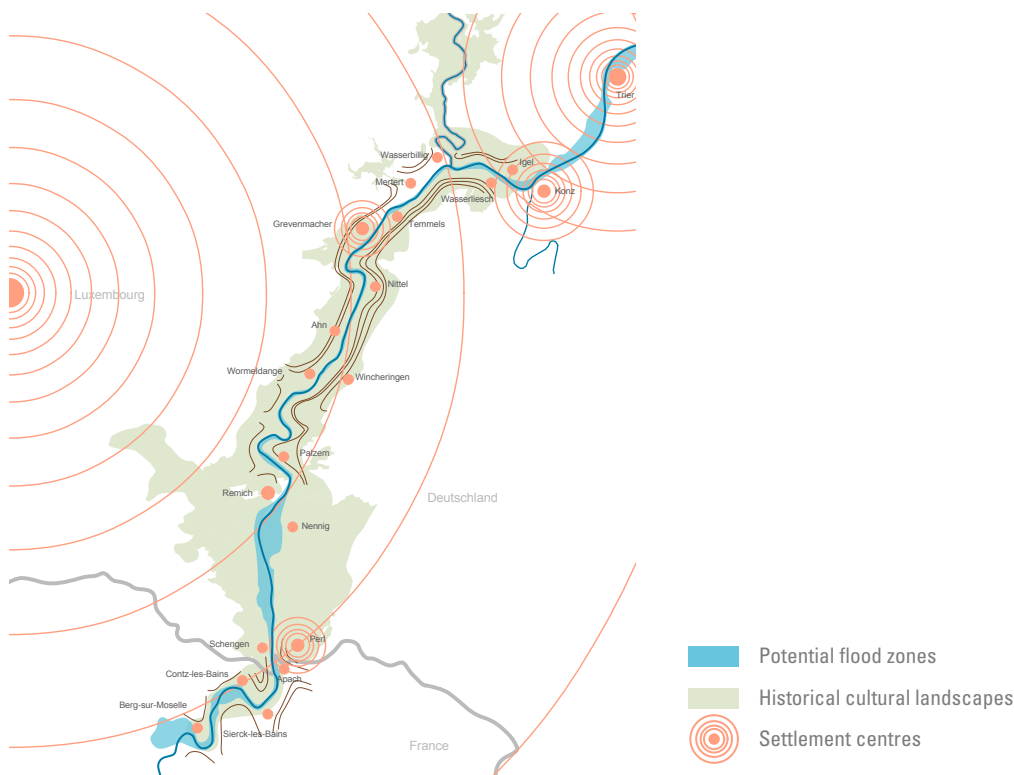 Trier
Wasserbillig
Igel
Mertert
Konz
Wasserliesch
Grevenmacher
Temmels
Nittel
Luxembourg
Ahn
Wormeldange
Wincheringen
Palzem
Remich
Deutschland
Nennig
Perl
Schengen
Contz-les-Bains
Apach
Berg-sur-Moselle
Sierck-les-Bains
France
Potential flood zones
Historical cultural landscapes
Settlement centres